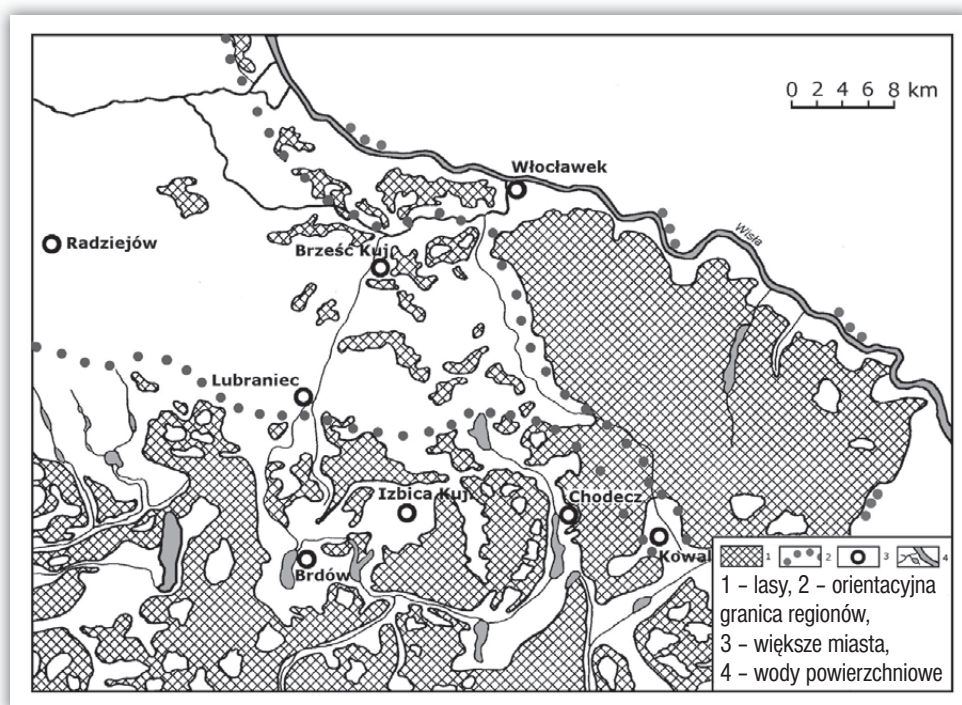 0 2 4 6 8 km
Włocławek
Wisła
Radziejów
Brześć Kuj.
Lubraniec
Izbica Kuj.
Chodecz
Kowal
Brdów
1 2 3 4
1 – lasy, 2 – orientacyjna
granica regionów,
3 – większe miasta,
4 – wody powierzchniowe